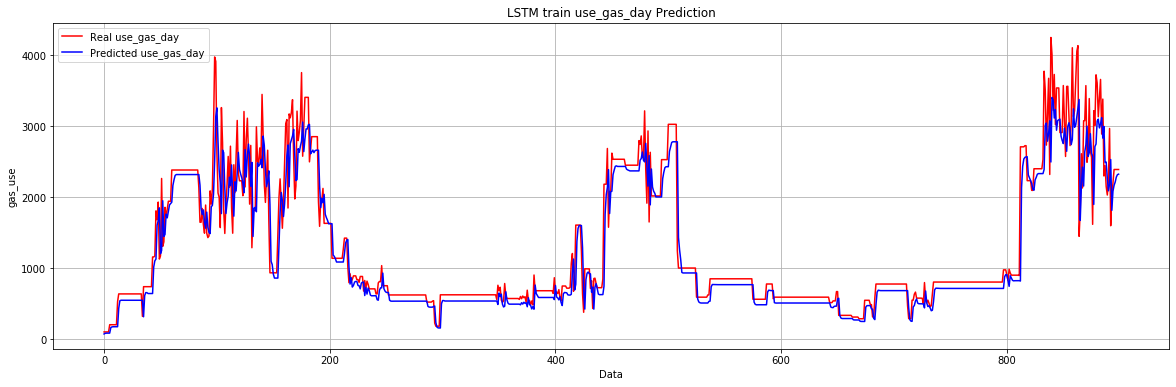 LSTM train use_gas_day Prediction
Real use_gas_day
Predicted use_gas_day
gas_use
4000
3000
2000
1000
0
0 200 400 600 800
Data